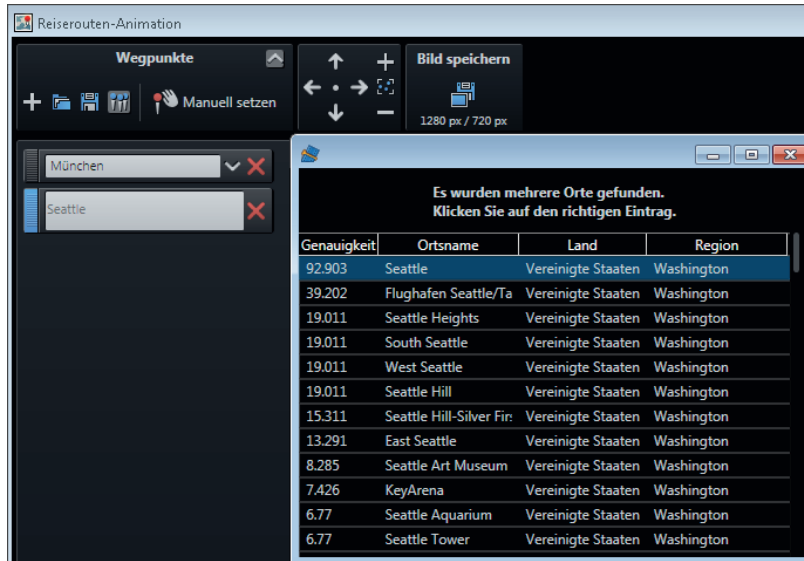 Reiserouten-Animation
Wegpunkte
Manuell setzen
Bild speichern
1280 px / 720 px
München
Seattle
Es wurden mehrere Orte gefunden.
Klicken Sie auf den richtigen Eintrag.
Genauigkeit Ortsname Land Region
92.903 Seattle Vereinigte Staaten Washington
39.202 Flughafen Seattle/Ta Vereinigte Staaten Washington
19.011 Seattle Heights Vereinigte Staaten Washington
19.011 South Seattle Vereinigte Staaten Washington
19.011 West Seattle Vereinigte Staaten Washington
19.011 Seattle Hill Vereinigte Staaten Washington
15.311 Seattle Hill-Silver Firs Vereinigte Staaten Washington
13.291 East Seattle Vereinigte Staaten Washington
8.285 Seattle Art Museum Vereinigte Staaten Washington
7.426 KeyArena Vereinigte Staaten Washington
6.77 Seattle Aquarium Vereinigte Staaten Washington
6.77 Seattle Tower Vereinigte Staaten Washington